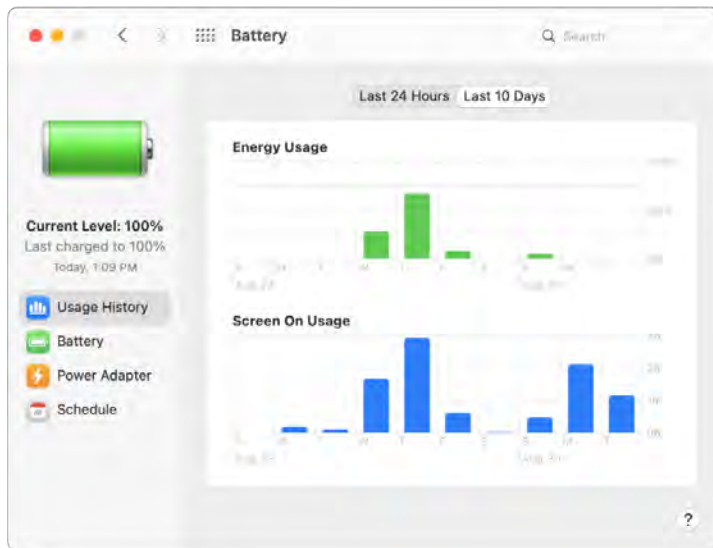 Battery
Search
Last 24 Hours Last 10 Days
Current Level: 100%
Last charged to 100%
Today, 1:09 PM
Usage History
Battery
Power Adapter
Schedule
Energy Usage
Screen On Usage
?